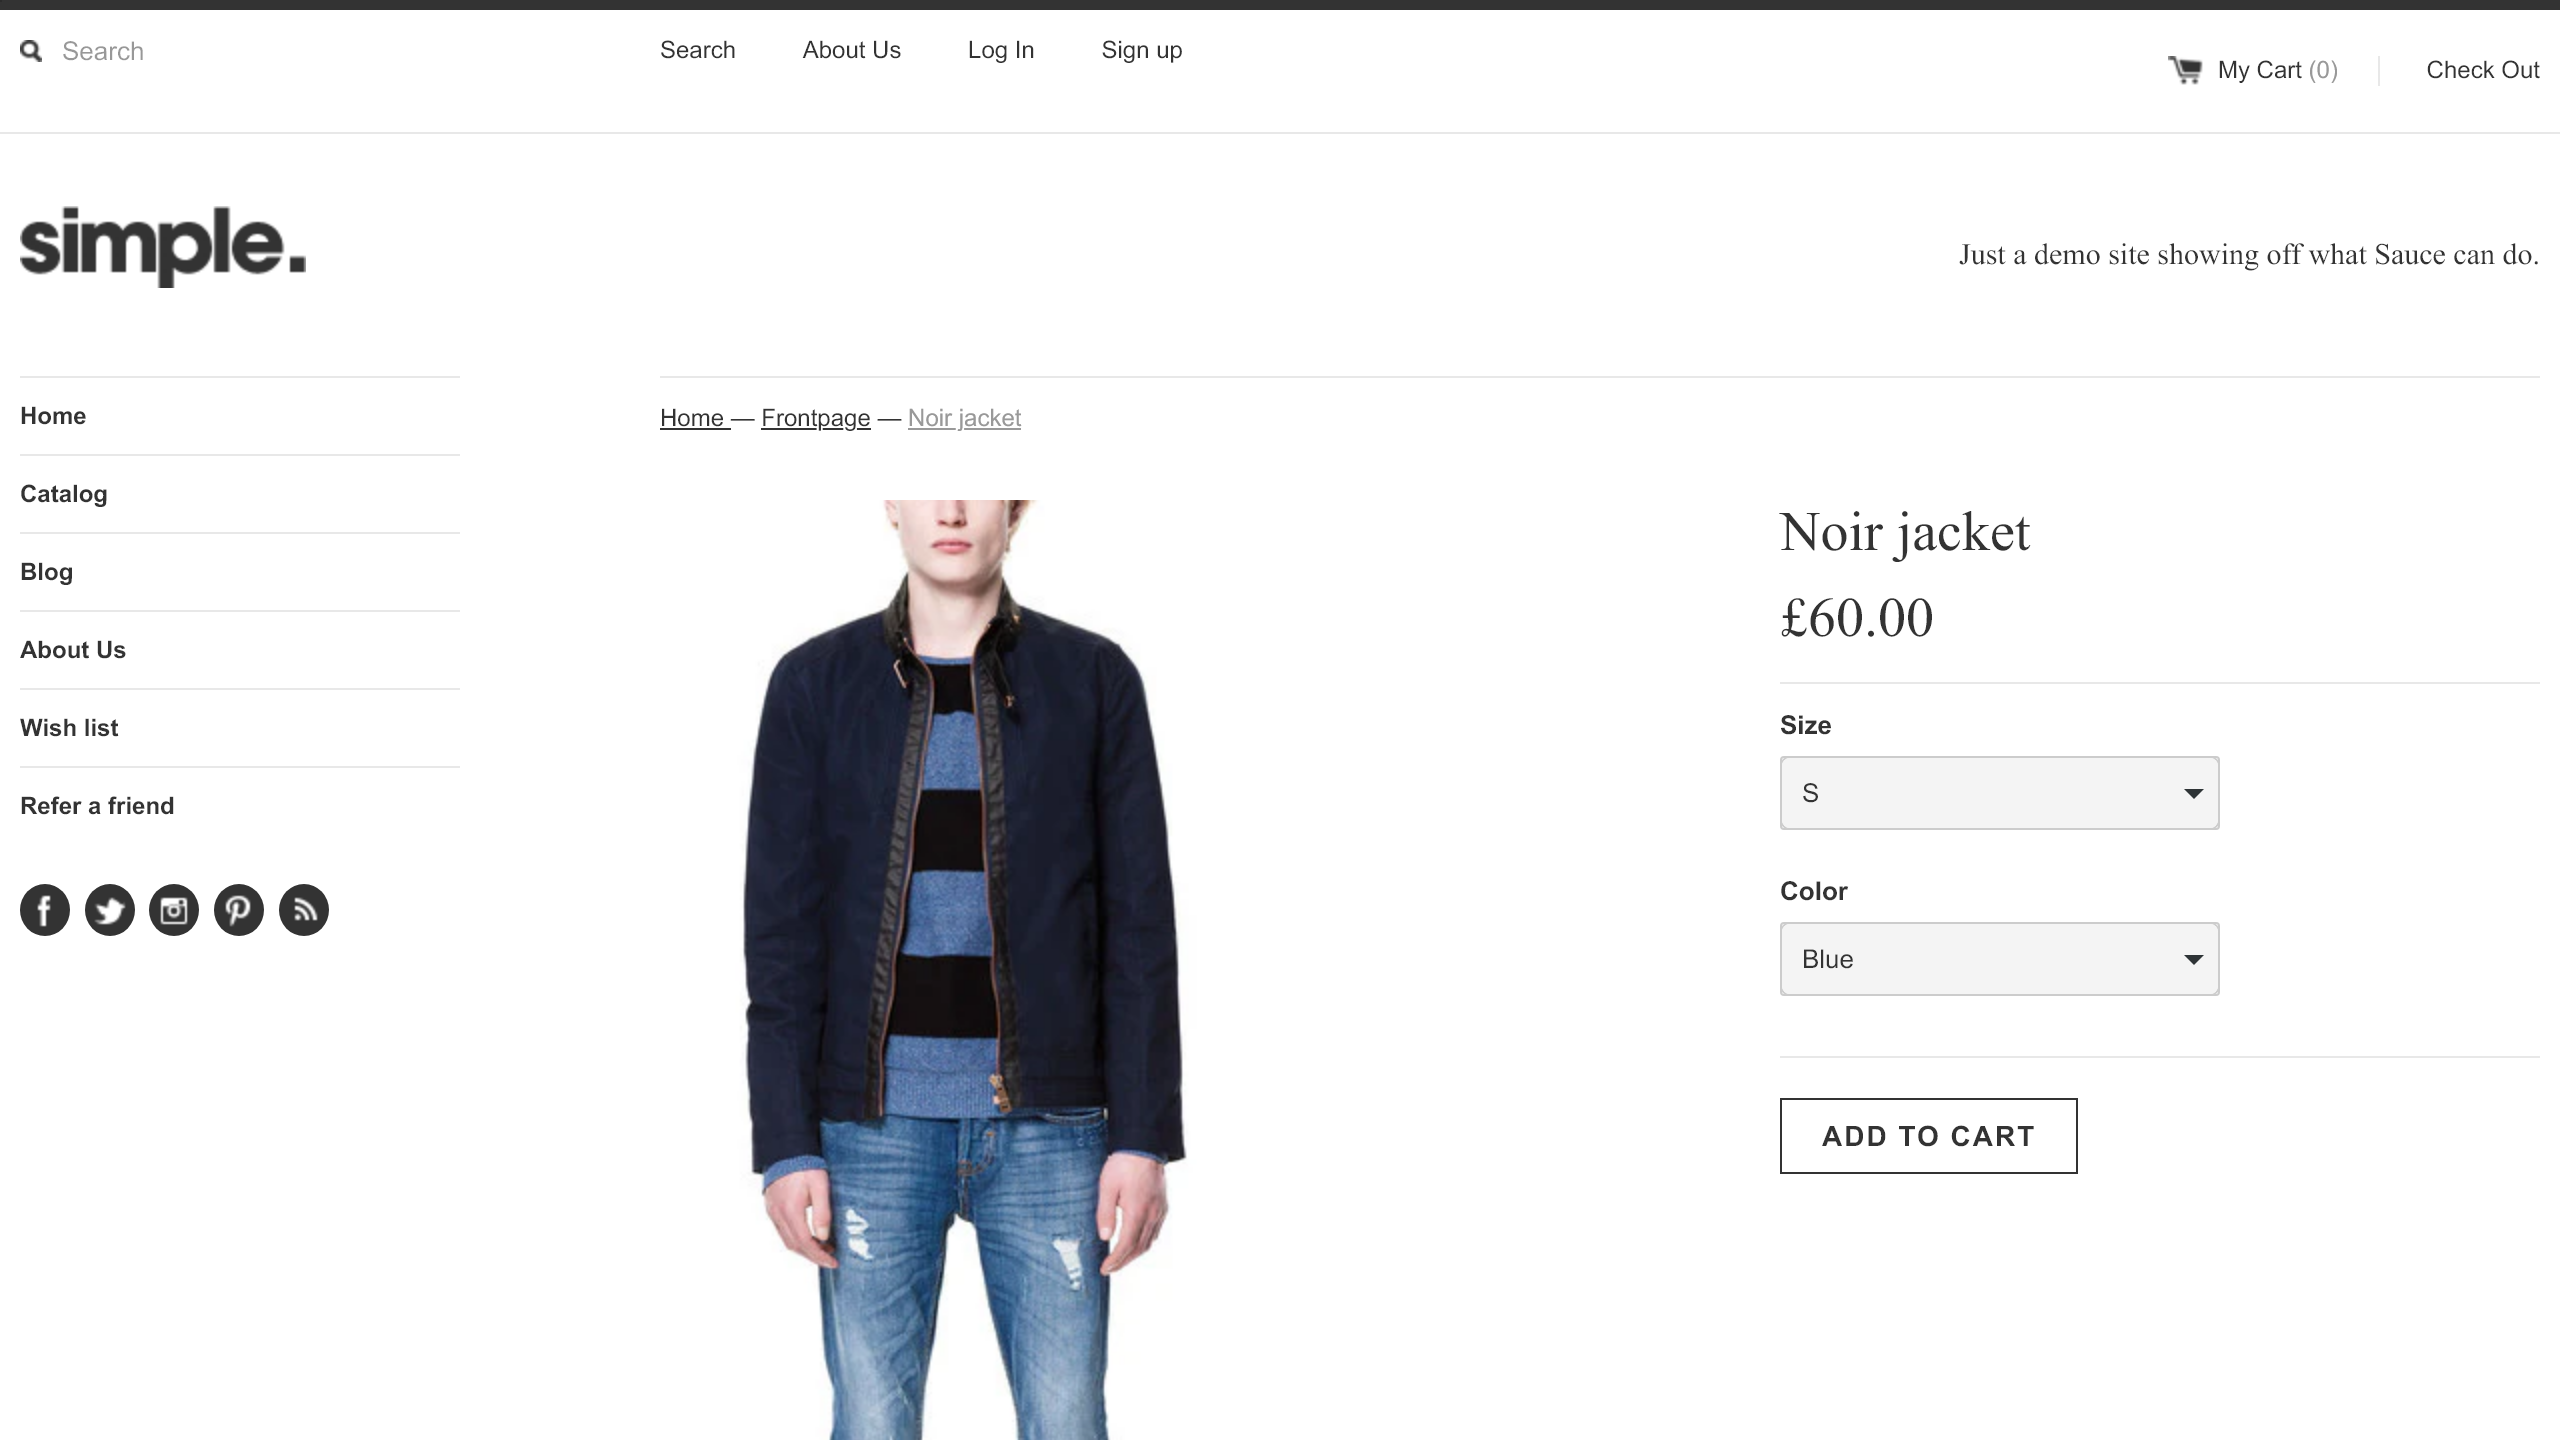 Search
Search About Us Log In Sign up
My Cart (0) Check Out
simple.
Just a demo site showing off what Sauce can do.
Home
Catalog
Blog
About Us
Wish list
Refer a friend
Home — Frontpage — Noir jacket
Noir jacket
£60.00
Size
S
Color
Blue
ADD TO CART